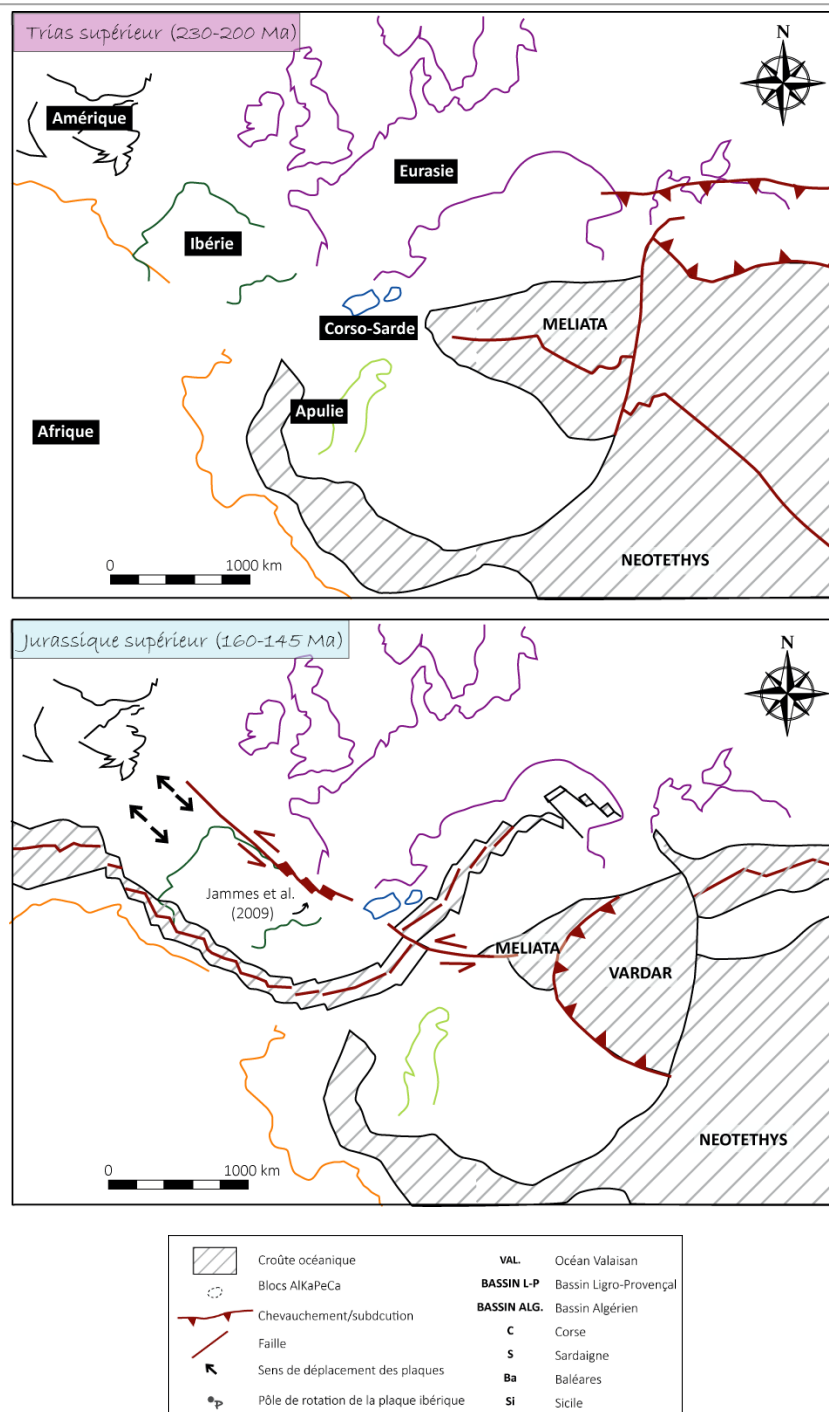 Trias supérieur (230-200 Ma)
N
Amérique
Eurasie
Ibérie
Corso-Sarde
MELIATA
Apulie
Afrique
0 1000 km
NEOTETHYS
Jurassique supérieur (160-145 Ma)
N
Jammes et al.
(2009)
MELIATA
VARDAR
NEOTETHYS
0 1000 km
Croûte océanique
Blocs AlKaPeCa
Chevauchement/subdcution
Faille
Sens de déplacement des plaques
P Pôle de rotation de la plaque ibérique
VAL. Océan Valaisan
BASSIN L-P Bassin Ligro-Provençal
BASSIN ALG. Bassin Algérien
C Corse
S Sardaigne
Ba Baléares
Si Sicile